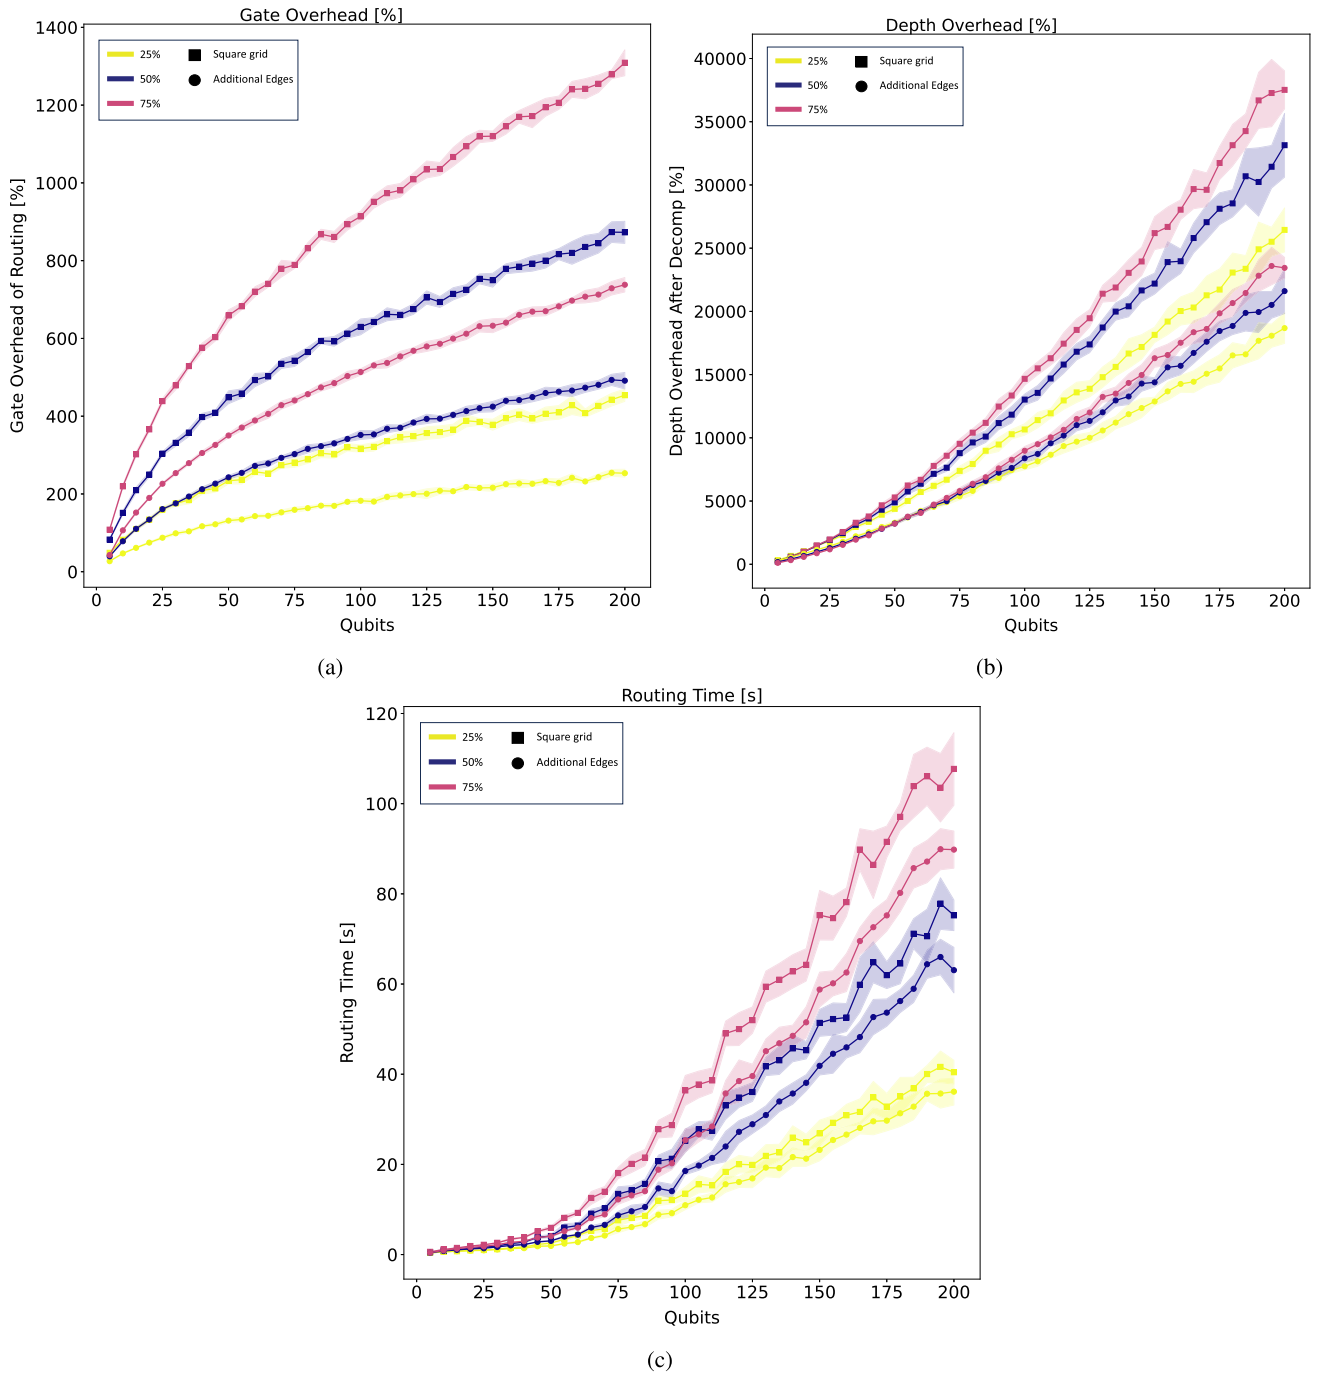 Gate Overhead [%]
1400
1200
1000
800
600
400
200
0
Gate Overhead of Routing [%]
25%
50%
75%
Square grid
Additional Edges
0 25 50 75 100 125 150 175 200
Qubits
(a)
Depth Overhead [%]
40000
35000
30000
25000
20000
15000
10000
5000
0
Depth Overhead After Decomp [%]
25%
50%
75%
Square grid
Additional Edges
0 25 50 75 100 125 150 175 200
Qubits
(b)
Routing Time [s]
120
100
80
60
40
20
0
Routing Time [s]
25%
50%
75%
Square grid
Additional Edges
0 25 50 75 100 125 150 175 200
Qubits
(c)